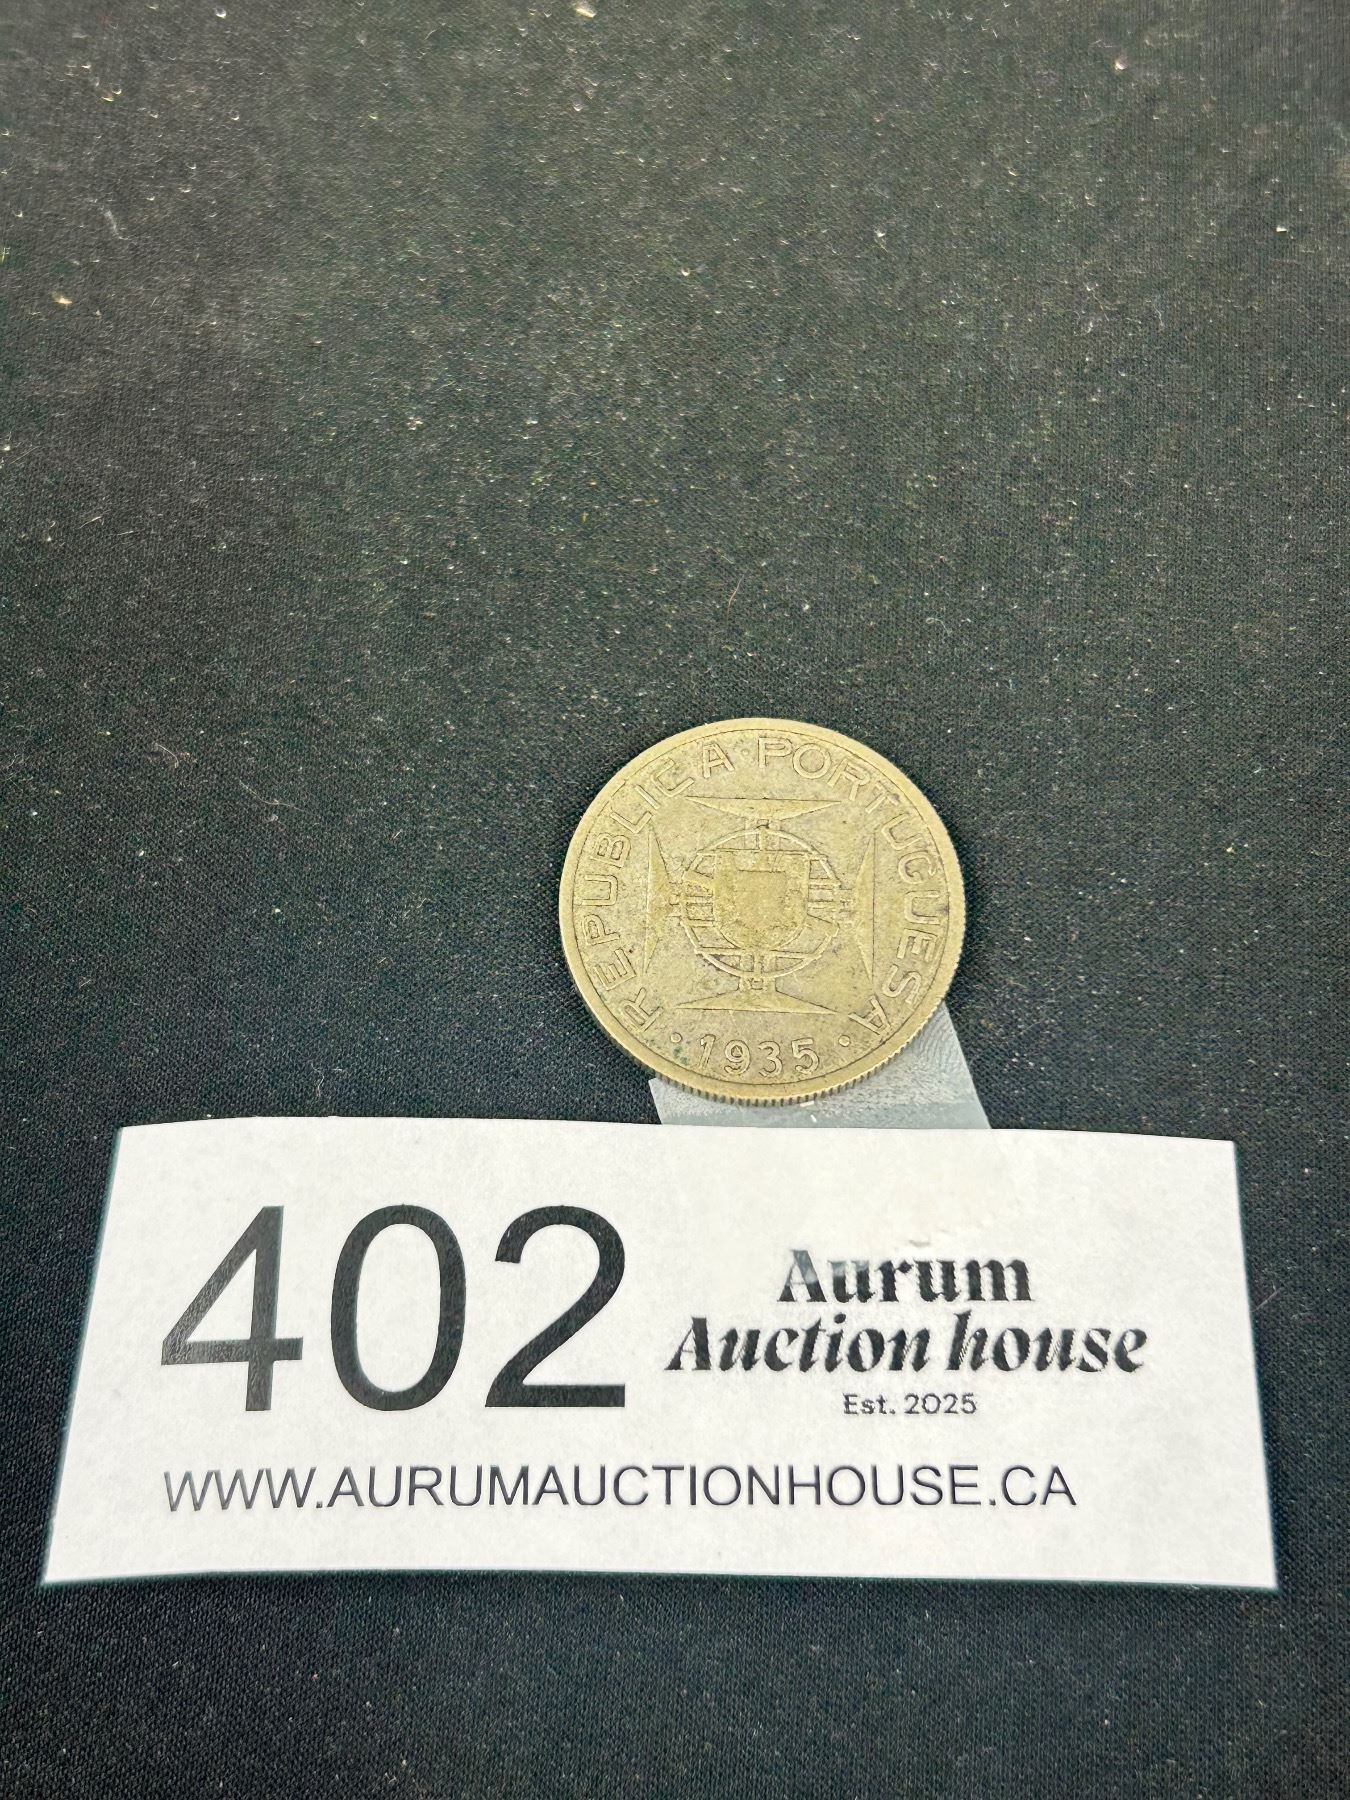 REPUBLICA·PORTUGUESA
·1935·
402
Aurum
Auction house
Est. 2025
WWW.AURUMAUCTIONHOUSE.CA